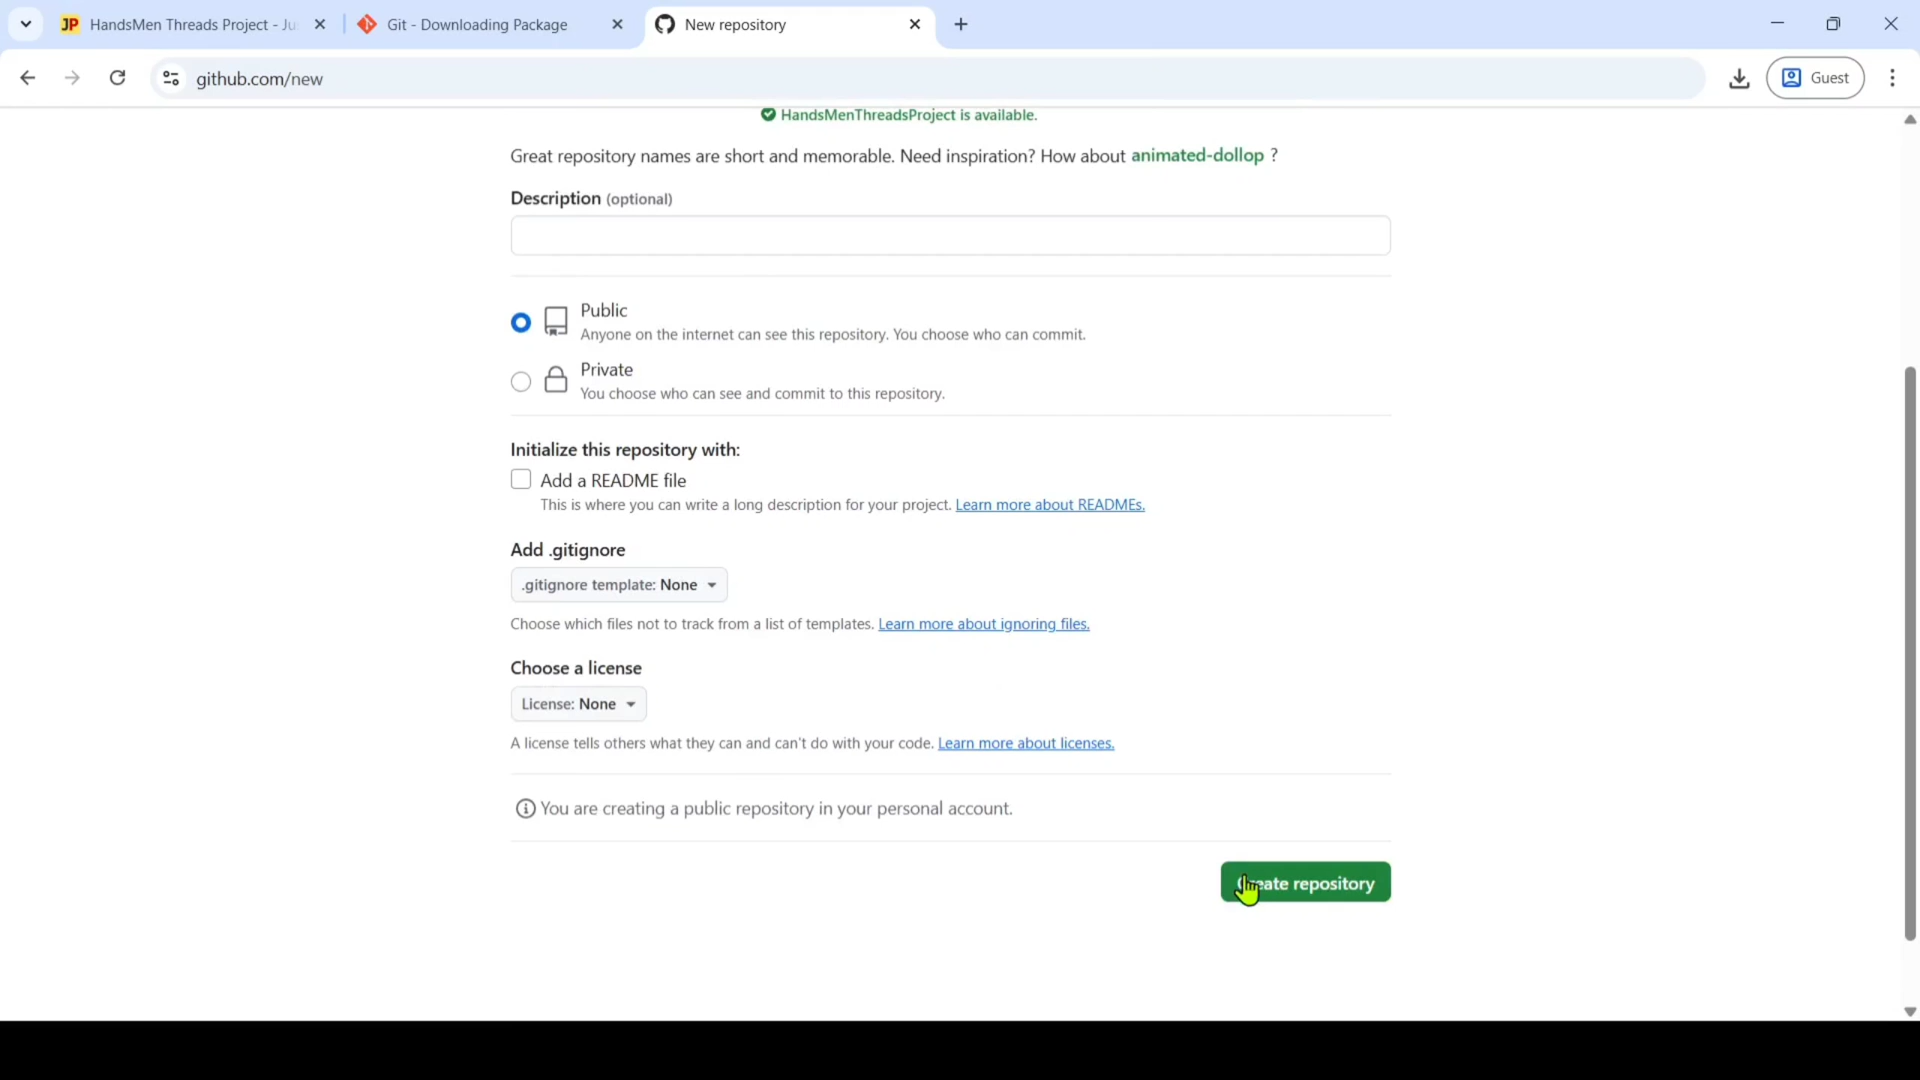 JP HandsMen Threads Project - Ju
Git - Downloading Package
New repository
github.com/new
Guest
HandsMenThreadsProject is available.
Great repository names are short and memorable. Need inspiration? How about animated-dollop ?
Description (optional)
Public
Anyone on the internet can see this repository. You choose who can commit.
Private
You choose who can see and commit to this repository.
Initialize this repository with:
Add a README file
This is where you can write a long description for your project. Learn more about READMEs.
Add .gitignore
.gitignore template: None
Choose which files not to track from a list of templates. Learn more about ignoring files.
Choose a license
License: None
A license tells others what they can and can't do with your code. Learn more about licenses.
You are creating a public repository in your personal account.
Create repository